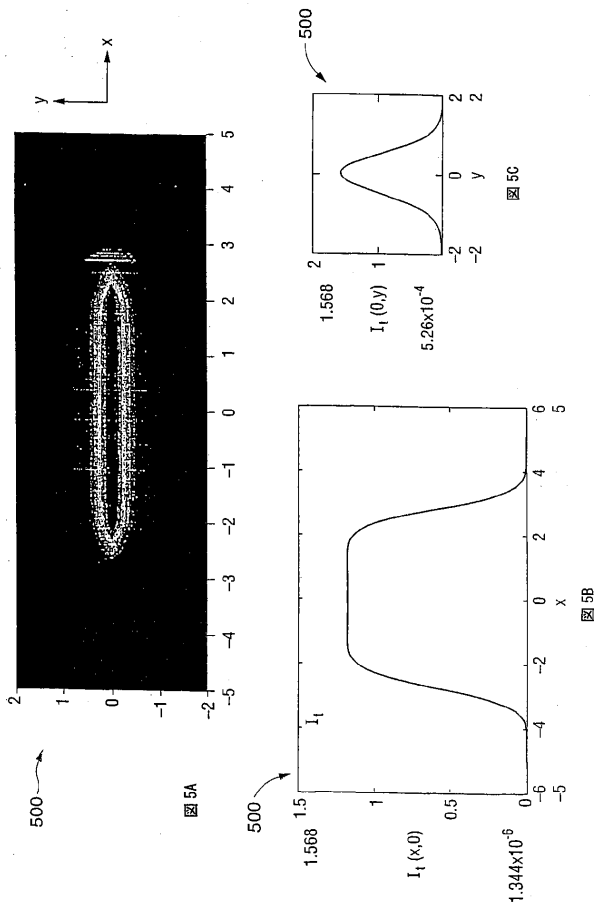 500
y
x
2
1
0
-1
-2
-5 -4 -3 -2 -1 0 1 2 3 4 5
図 5A
500
1.5
1.568
1
I_t (x,0)
0.5
1.344x10^-6
0
I_t
-6 -4 -2 0 2 4 6
-5 x 5
図 5B
500
2
1.568
1
I_t (0,y)
5.26x10^-4
-2 0 2
-2 y 2
図 5C